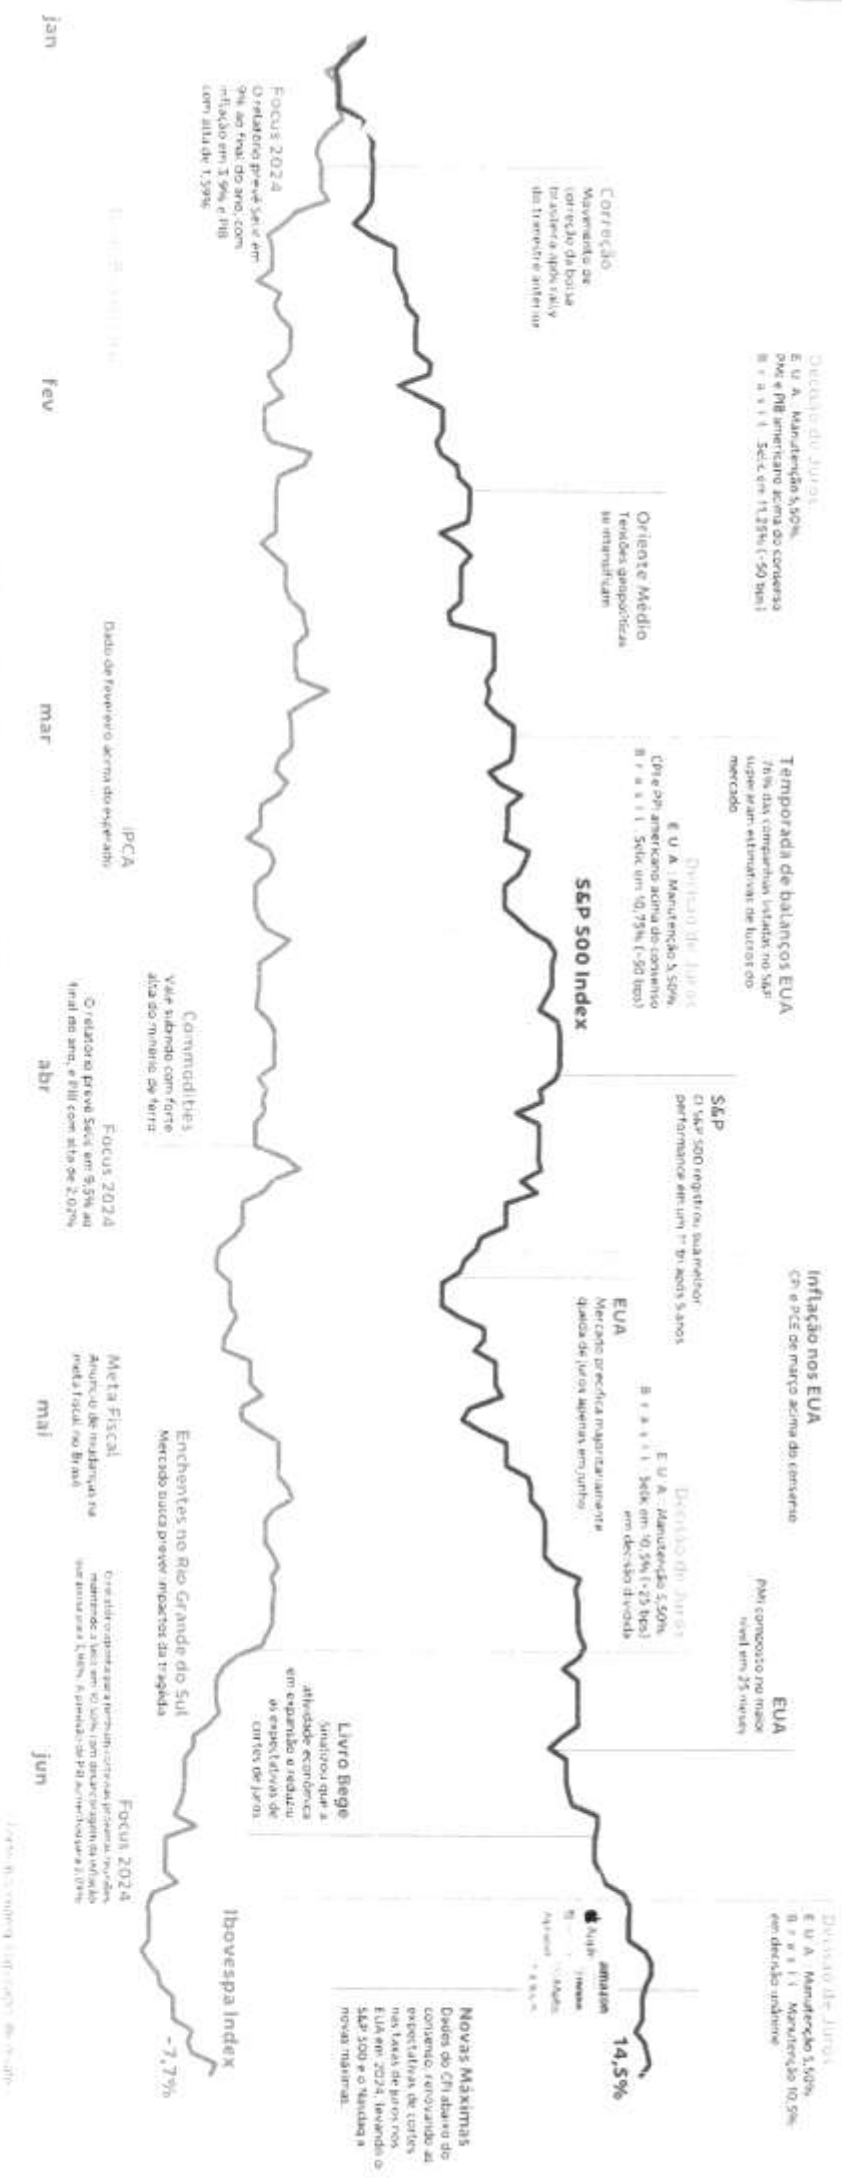 Decisão de Juros
E U A : Manutenção 5,50%
PMI e PIB americano acima do consenso
B r a s i l : Selic em 11,25% (-50 bps)
Correção
Movimento de
correção da bolsa
brasileira após rally
do trimestre anterior
Focus 2024
O relatório prevê Selic em
9% ao final do ano, com
inflação em 3,9% e PIB
com alta de 1,59%
Oriente Médio
Tensões geopolíticas
se intensificam
Temporada de balanços EUA
76% das companhias listadas no S&P
superaram estimativas de lucros do
mercado
Decisão de Juros
E U A : Manutenção 5,50%
CPI e PPI americano acima do consenso
B r a s i l : Selic em 10,75% (-50 bps)
S&P 500 Index
IPCA
Dado de fevereiro acima do esperado
Commodities
Vale subindo com forte
alta do minério de ferro
S&P
O S&P 500 registrou sua melhor
performance em um 1º tri após 5 anos
Focus 2024
O relatório prevê Selic em 9,5% ao
final do ano, e PIB com alta de 2,02%
Inflação nos EUA
CPI e PCE de março acima do consenso
EUA
Mercado precifica majoritariamente
queda de juros apenas em junho
Meta Fiscal
Anúncio de mudanças na
meta fiscal no Brasil
Decisão de Juros
E U A : Manutenção 5,50%
B r a s i l : Selic em 10,5% (-25 bps)
em decisão dividida
Enchentes no Rio Grande do Sul
Mercado busca prever impactos da tragédia
EUA
PMI composto no maior
nível em 25 meses
Livro Bege
Sinalizou que a
atividade econômica
em expansão e reduziu
as expectativas de
cortes de juros
Focus 2024
Decisão de Juros
E U A : Manutenção 5,50%
B r a s i l : Manutenção 10,5%
em decisão unânime
amazon
Apple
14,5%
Novas Máximas
Dados do CPI abaixo do
consenso, renovando as
expectativas de cortes
nas taxas de juros nos
EUA em 2024, levando o
S&P 500 e o Nasdaq a
novas máximas
Ibovespa Index
-7,7%
jan
fev
mar
abr
mai
jun